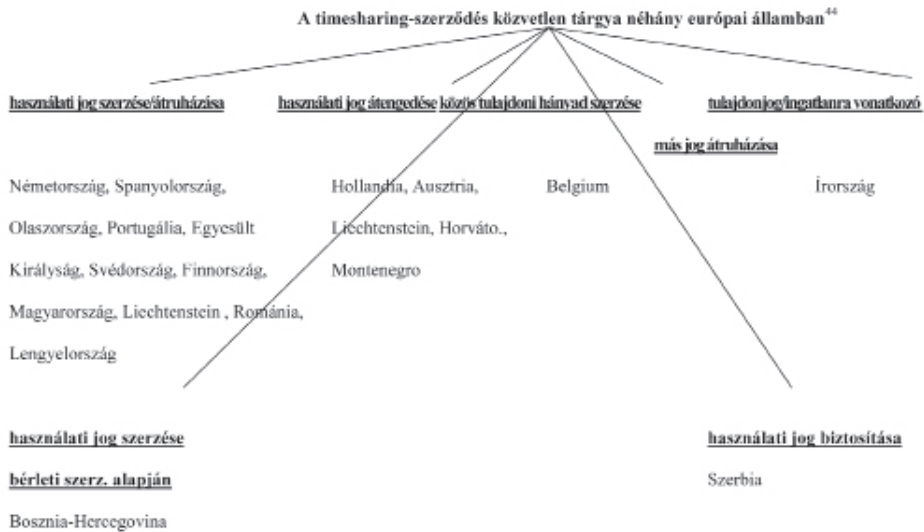 A timesharing-szerződés közvetlen tárgya néhány európai államban44
használati jog szerzése/átruházása
Németország, Spanyolország,
Olaszország, Portugália, Egyesült
Királyság, Svédország, Finnország,
Magyarország, Liechtenstein , Románia,
Lengyelország
használati jog átengedése
Hollandia, Ausztria,
Liechtenstein, Horváto.,
Montenegro
közös tulajdoni hányad szerzése
Belgium
tulajdonjog/ingatlanra vonatkozó
más jog átruházása
Írország
használati jog szerzése
bérleti szerz. alapján
Bosznia-Hercegovina
használati jog biztosítása
Szerbia